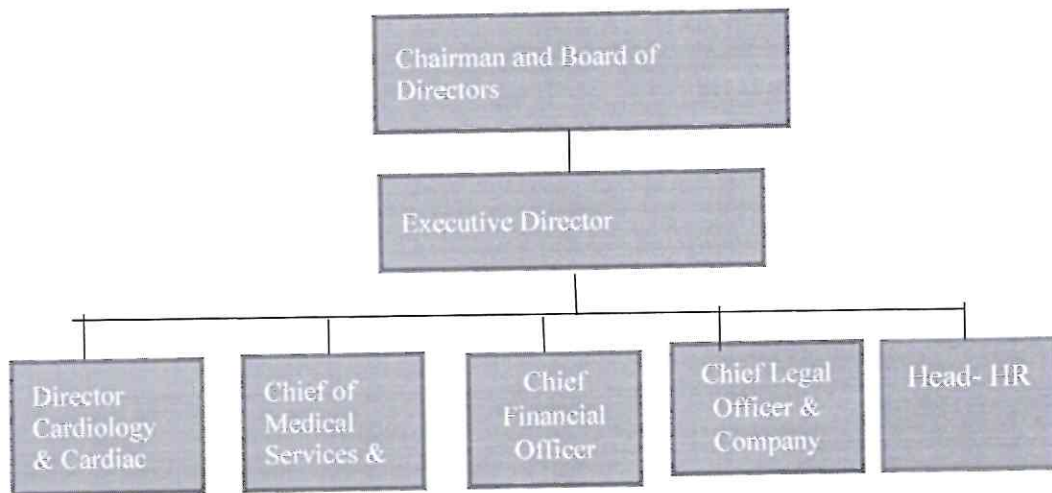 Chairman and Board of
Directors
Executive Director
Director
Cardiology
& Cardiac
Chief of
Medical
Services &
Chief
Financial
Officer
Chief Legal
Officer &
Company
Head- HR